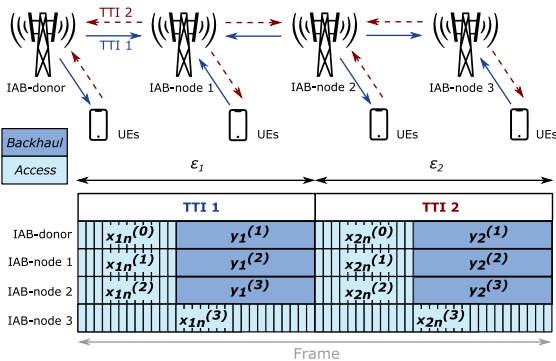 TTI 2
TTI 1
IAB-donor
IAB-node 1
IAB-node 2
IAB-node 3
UEs
UEs
UEs
UEs
Backhaul
Access
ε₁
ε₂
TTI 1
TTI 2
IAB-donor
x₁ₙ⁽⁰⁾
y₁⁽¹⁾
x₂ₙ⁽⁰⁾
y₂⁽¹⁾
IAB-node 1
x₁ₙ⁽¹⁾
y₁⁽²⁾
x₂ₙ⁽¹⁾
y₂⁽²⁾
IAB-node 2
x₁ₙ⁽²⁾
y₁⁽³⁾
x₂ₙ⁽²⁾
y₂⁽³⁾
IAB-node 3
x₁ₙ⁽³⁾
x₂ₙ⁽³⁾
Frame